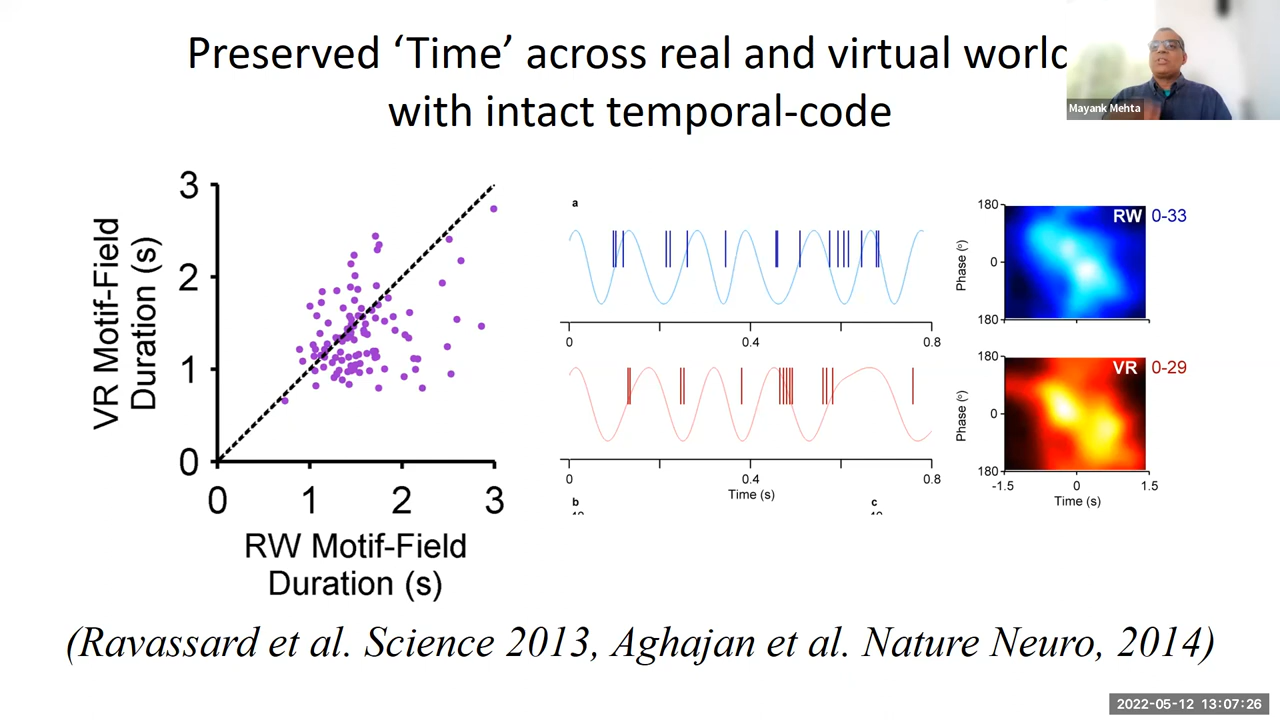 Preserved ‘Time’ across real and virtual world
with intact temporal-code
Mayank Mehta
3
2
1
0
VR Motif-Field
Duration (s)
0
1
2
3
RW Motif-Field
Duration (s)
a
0
0.4
0.8
0
0.4
0.8
Time (s)
b
c
180
0
180
Phase (º)
RW
0-33
180
0
180
Phase (º)
VR
0-29
-1.5
0
1.5
Time (s)
(Ravassard et al. Science 2013, Aghajan et al. Nature Neuro, 2014)
2022-05-12 13:07:26